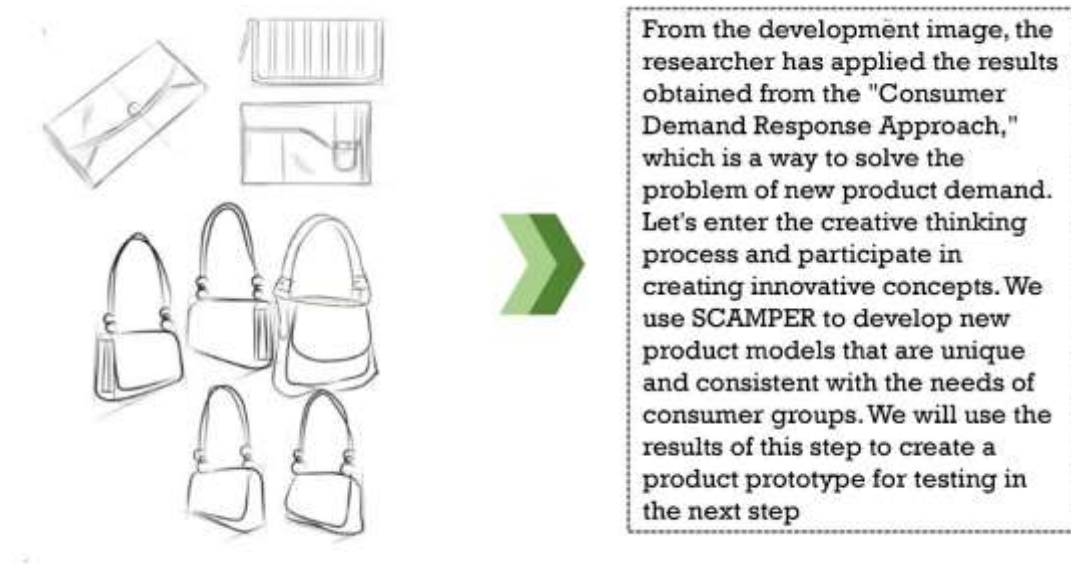 From the development image, the
researcher has applied the results
obtained from the "Consumer
Demand Response Approach,"
which is a way to solve the
problem of new product demand.
Let's enter the creative thinking
process and participate in
creating innovative concepts. We
use SCAMPER to develop new
product models that are unique
and consistent with the needs of
consumer groups. We will use the
results of this step to create a
product prototype for testing in
the next step